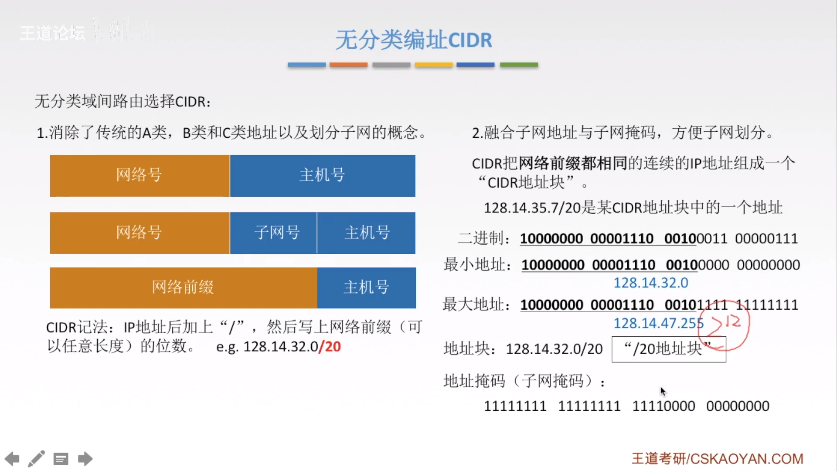 王道论坛
无分类编址CIDR
无分类域间路由选择CIDR：
1.消除了传统的A类，B类和C类地址以及划分子网的概念。
网络号 主机号
网络号 子网号 主机号
网络前缀 主机号
CIDR记法：IP地址后加上“/”，然后写上网络前缀（可
以任意长度）的位数。 e.g. 128.14.32.0/20
2.融合子网地址与子网掩码，方便子网划分。
CIDR把网络前缀都相同的连续的IP地址组成一个
“CIDR地址块”。
128.14.35.7/20是某CIDR地址块中的一个地址
二进制：10000000 00001110 00100011 00000111
最小地址：10000000 00001110 00100000 00000000
128.14.32.0
最大地址：10000000 00001110 00101111 11111111
128.14.47.255
12
地址块：128.14.32.0/20 “/20地址块”
地址掩码（子网掩码）：
11111111 11111111 11110000 00000000
王道考研/CSKAOYAN.COM